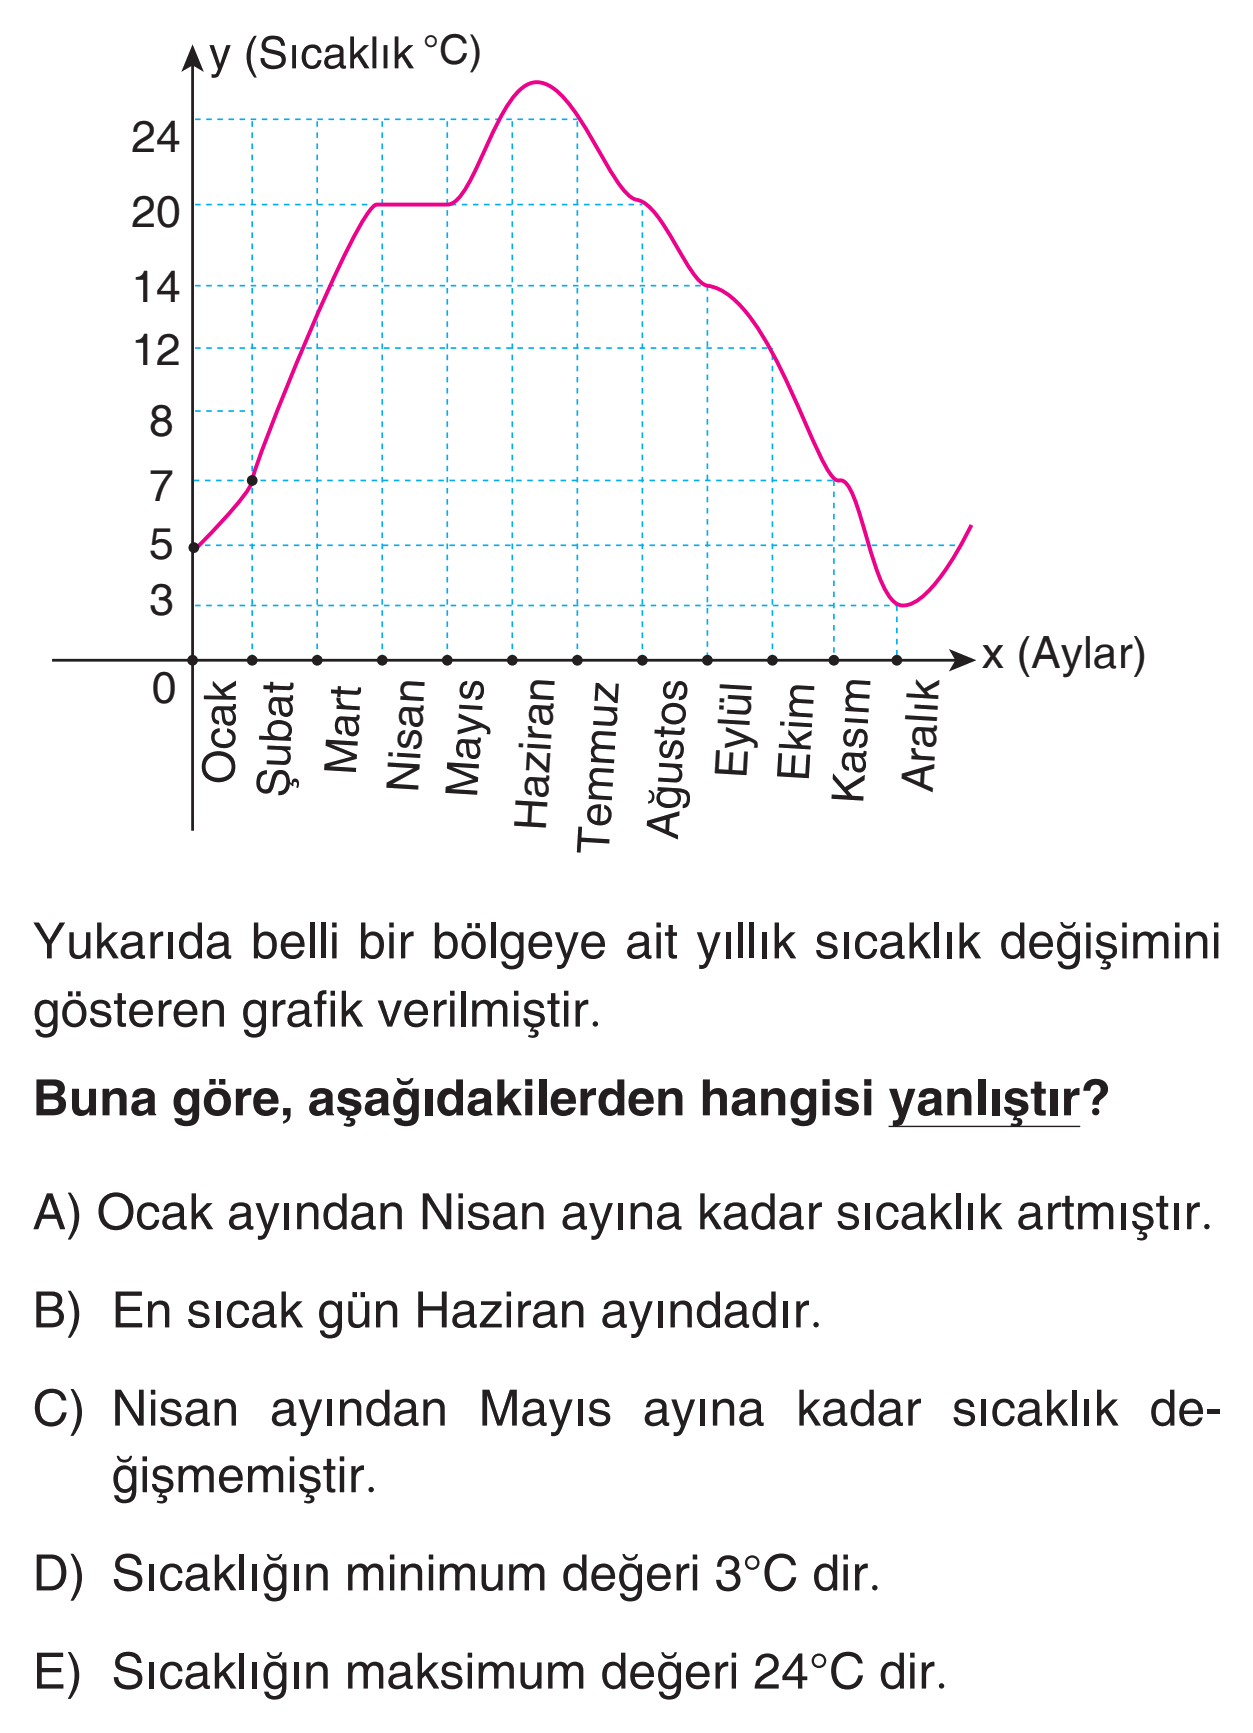 y (Sıcaklık °C)
24
20
14
12
8
7
5
3
0
x (Aylar)
Ocak
Şubat
Mart
Nisan
Mayıs
Haziran
Temmuz
Ağustos
Eylül
Ekim
Kasım
Aralık
Yukarıda belli bir bölgeye ait yıllık sıcaklık değişimini
gösteren grafik verilmiştir.
Buna göre, aşağıdakilerden hangisi yanlıştır?
A) Ocak ayından Nisan ayına kadar sıcaklık artmıştır.
B) En sıcak gün Haziran ayındadır.
C) Nisan ayından Mayıs ayına kadar sıcaklık de-
ğişmemiştir.
D) Sıcaklığın minimum değeri 3°C dir.
E) Sıcaklığın maksimum değeri 24°C dir.